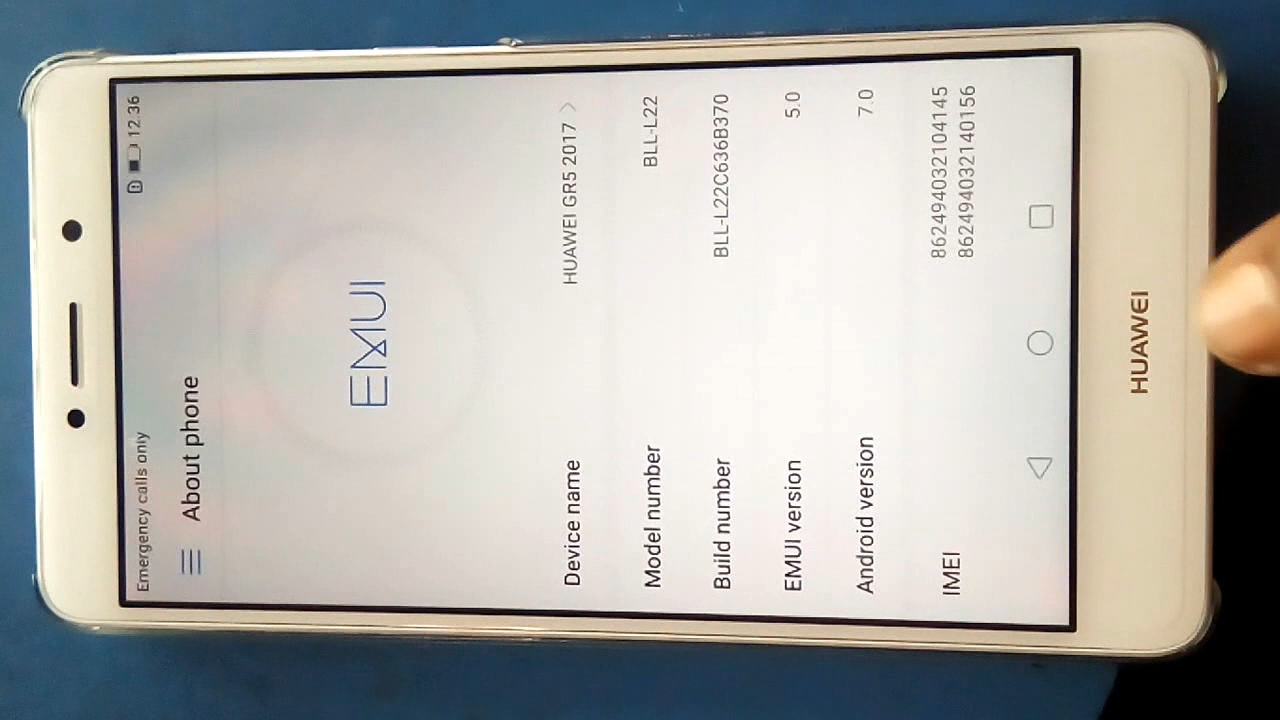 Emergency calls only 12.36
About phone
EMUI
Device name HUAWEI GR5 2017
Model number BLL-L22
Build number BLL-L22C636B370
EMUI version 5.0
Android version 7.0
IMEI 862494032104145
862494032140156
HUAWEI